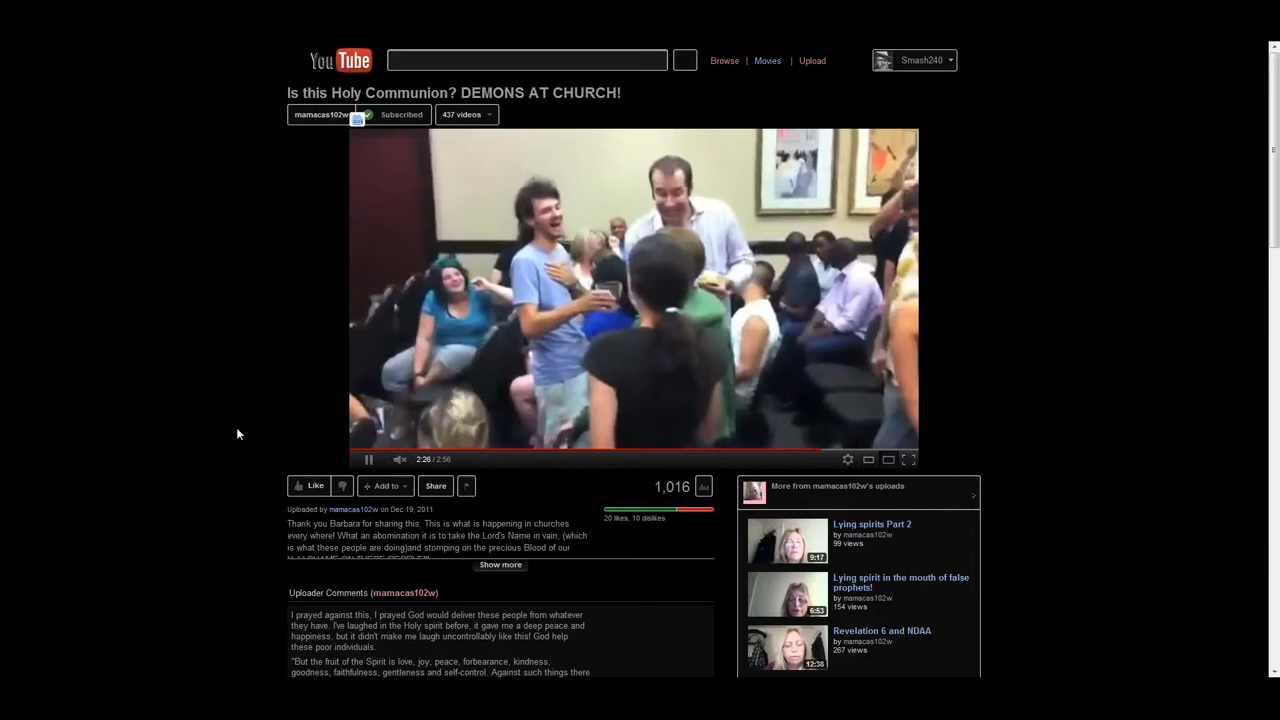 You Tube
Browse | Movies | Upload
Smash240
Is this Holy Communion? DEMONS AT CHURCH!
mamacas102w
Subscribed
437 videos
2:26 / 2:56
Like
+ Add to
Share
1,016
Uploaded by mamacas102w on Dec 19, 2011
20 likes, 10 dislikes
Thank you Barbara for sharing this. This is what is happening in churches
every where! What an abomination it is to take the Lord's Name in vain, (which
is what these people are doing)and stomping on the precious Blood of our
Show more
Uploader Comments (mamacas102w)
I prayed against this, I prayed God would deliver these people from whatever
they have. I've laughed in the Holy spirit before, it gave me a deep peace and
happiness, but it didn't make me laugh uncontrollably like this! God help
these poor individuals.
"But the fruit of the Spirit is love, joy, peace, forbearance, kindness,
goodness, faithfulness, gentleness and self-control. Against such things there
More from mamacas102w's uploads
Lying spirits Part 2
by mamacas102w
99 views
9:17
Lying spirit in the mouth of false
prophets!
by mamacas102w
154 views
6:53
Revelation 6 and NDAA
by mamacas102w
267 views
12:38